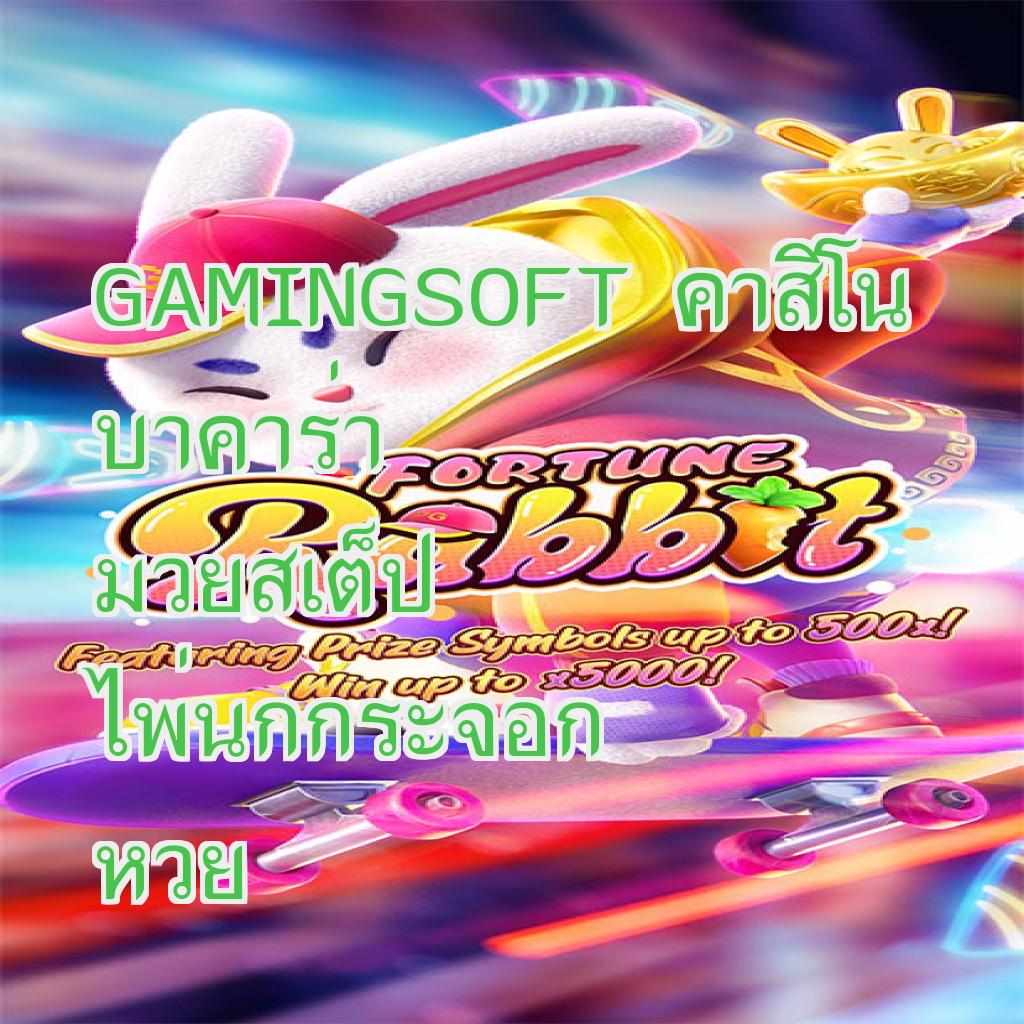 GAMINGSOFT คาสิโน
บาคาร่า
FORTUNE
Rabbit
มวยสเต็ป
Featuring Prize Symbols up to 500x!
Win up to x5000!
ไพ่นกกระจอก
หวย